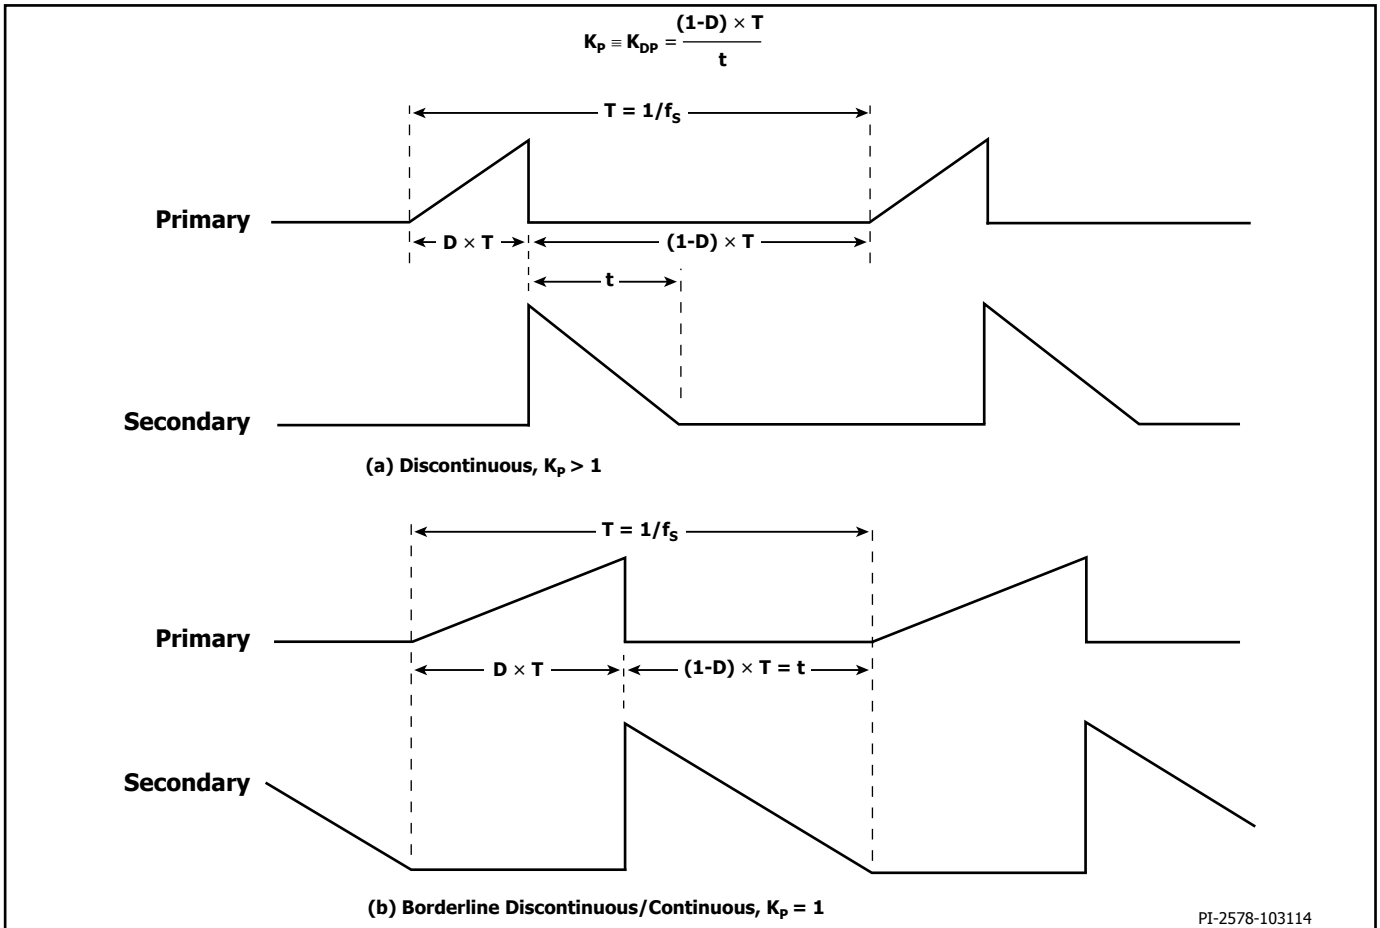 K_P ≡ K_DP = (1-D) × T / t
T = 1/f_S
Primary
D × T
(1-D) × T
t
Secondary
(a) Discontinuous, K_P > 1
T = 1/f_S
Primary
D × T
(1-D) × T = t
Secondary
(b) Borderline Discontinuous/Continuous, K_P = 1
PI-2578-103114